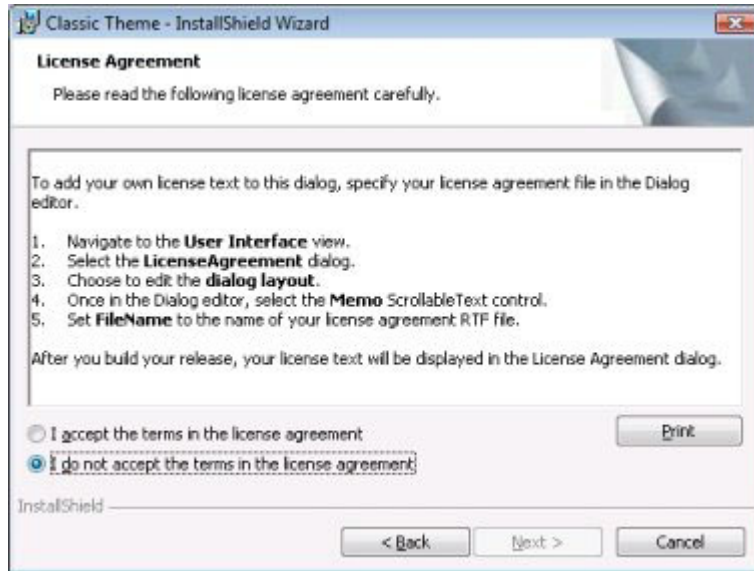 Classic Theme - InstallShield Wizard
License Agreement
Please read the following license agreement carefully.
To add your own license text to this dialog, specify your license agreement file in the Dialog
editor.
1. Navigate to the User Interface view.
2. Select the LicenseAgreement dialog.
3. Choose to edit the dialog layout.
4. Once in the Dialog editor, select the Memo ScrollableText control.
5. Set FileName to the name of your license agreement RTF file.
After you build your release, your license text will be displayed in the License Agreement dialog.
I accept the terms in the license agreement
Print
I do not accept the terms in the license agreement
InstallShield
< Back
Next >
Cancel